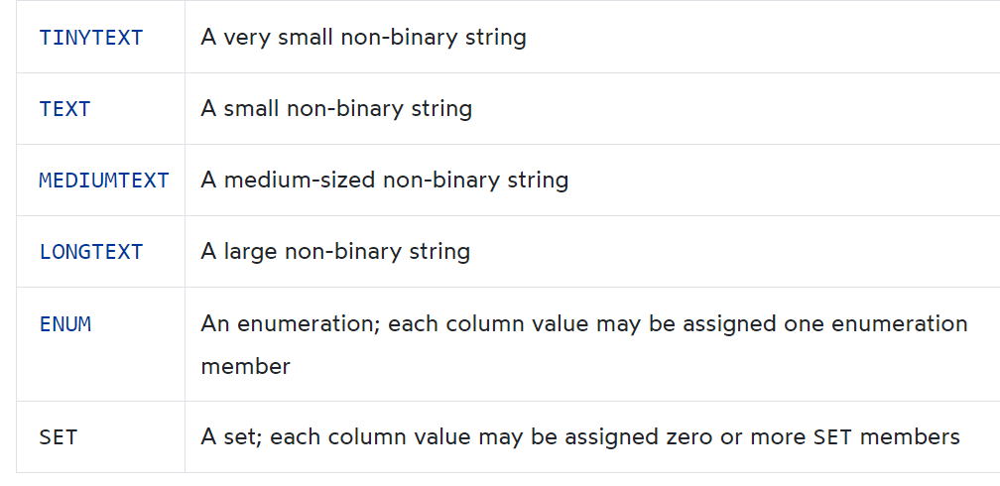 TINYTEXT A very small non-binary string
TEXT A small non-binary string
MEDIUMTEXT A medium-sized non-binary string
LONGTEXT A large non-binary string
ENUM An enumeration; each column value may be assigned one enumeration
member
SET A set; each column value may be assigned zero or more SET members